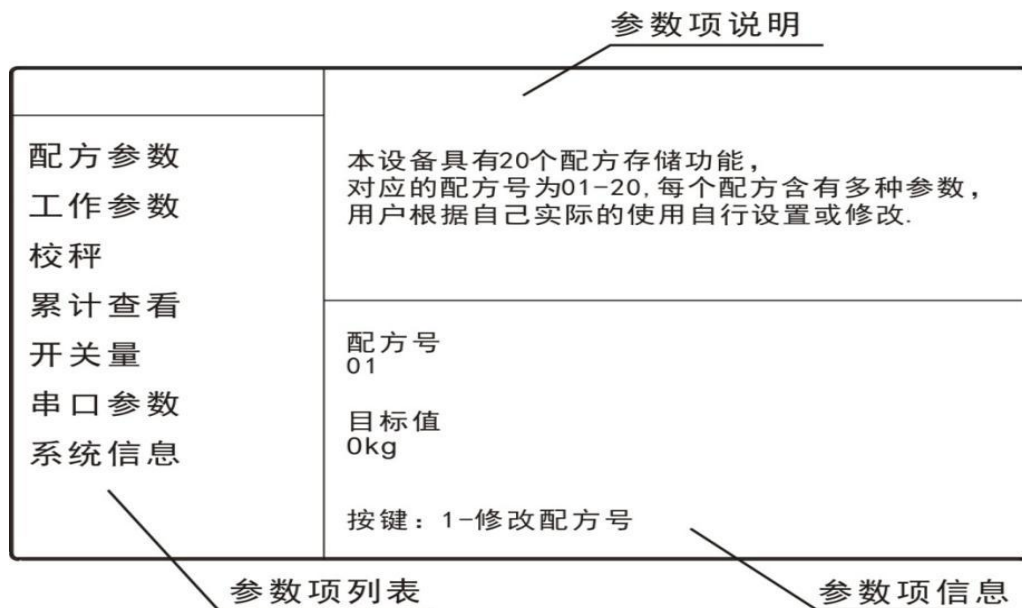 参数项说明
配方参数
工作参数
校秤
累计查看
开关量
串口参数
系统信息
本设备具有20个配方存储功能，
对应的配方号为01-20,每个配方含有多种参数，
用户根据自己实际的使用自行设置或修改.
配方号
01
目标值
0kg
按键：1-修改配方号
参数项列表
参数项信息